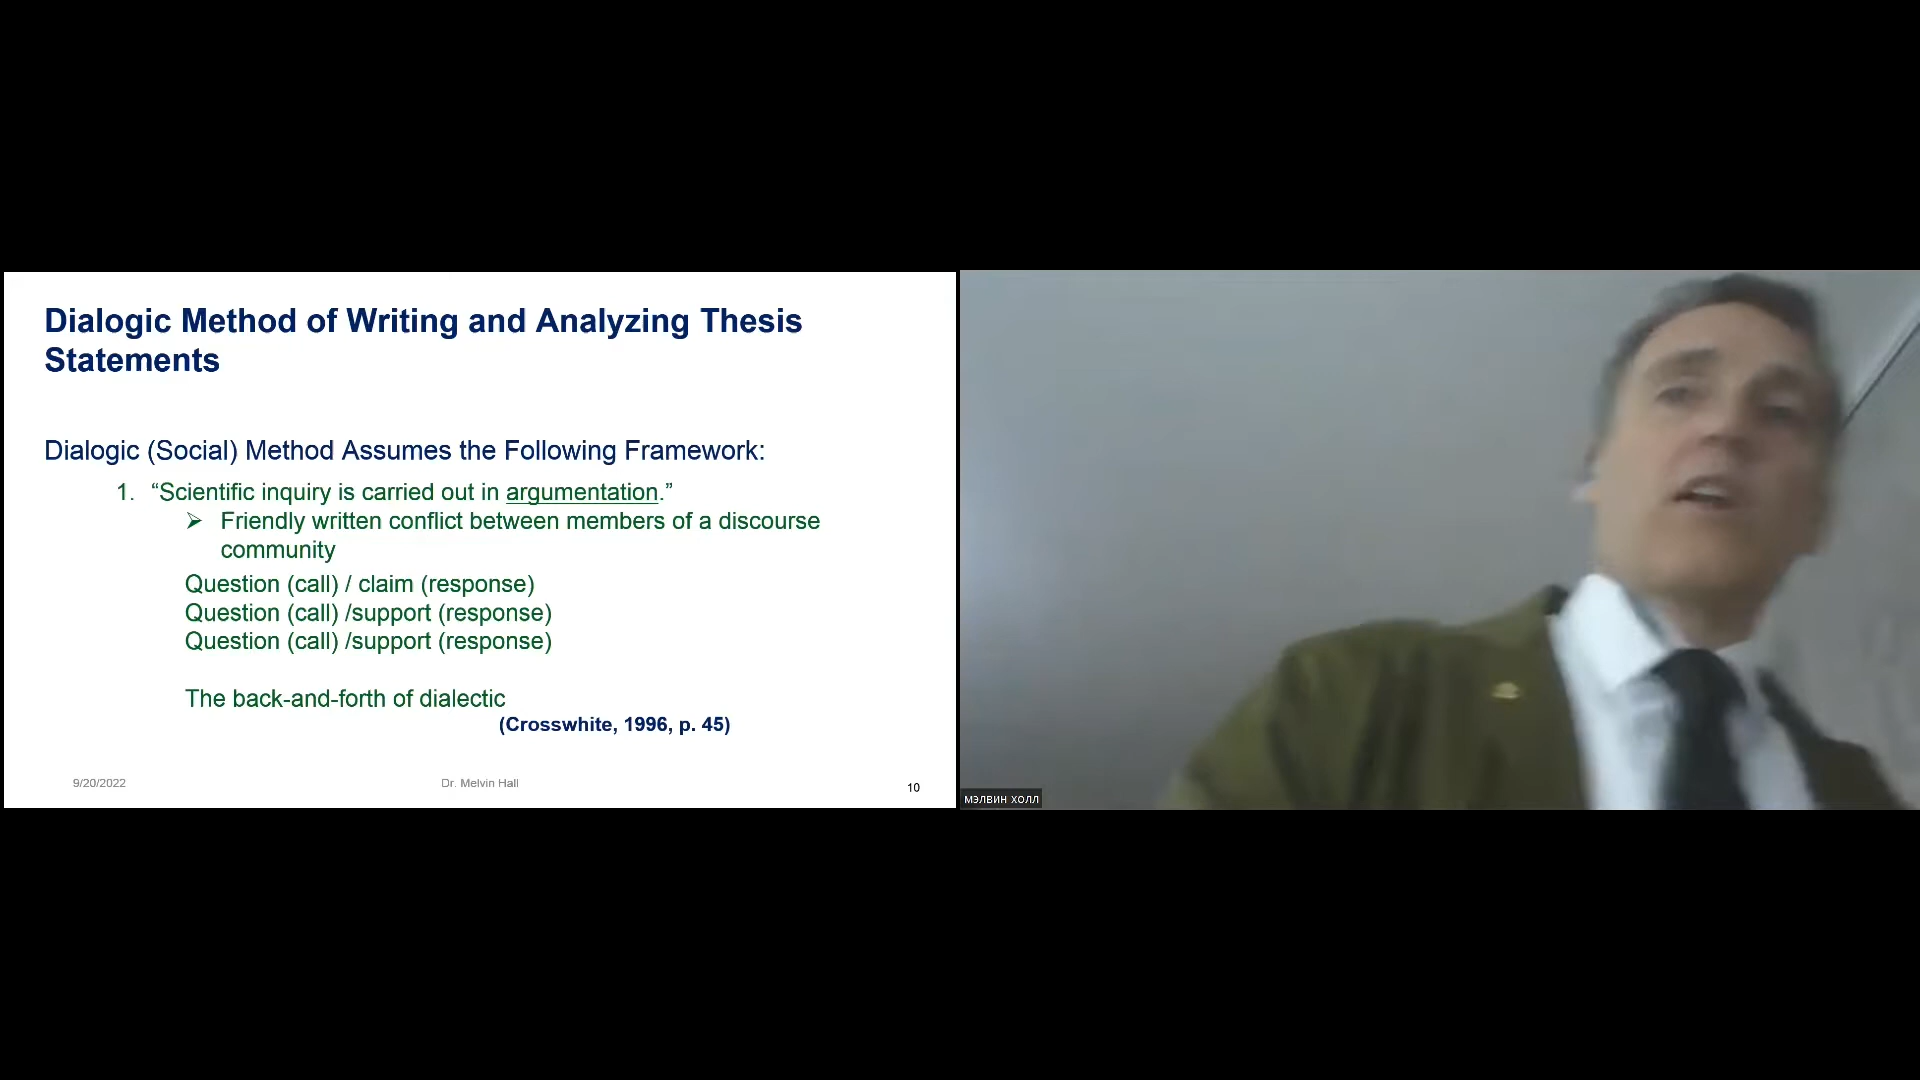 Dialogic Method of Writing and Analyzing Thesis
Statements
Dialogic (Social) Method Assumes the Following Framework:
1. “Scientific inquiry is carried out in argumentation.”
➢ Friendly written conflict between members of a discourse
community
Question (call) / claim (response)
Question (call) /support (response)
Question (call) /support (response)
The back-and-forth of dialectic
(Crosswhite, 1996, p. 45)
9/20/2022
Dr. Melvin Hall
10
мэлвин холл